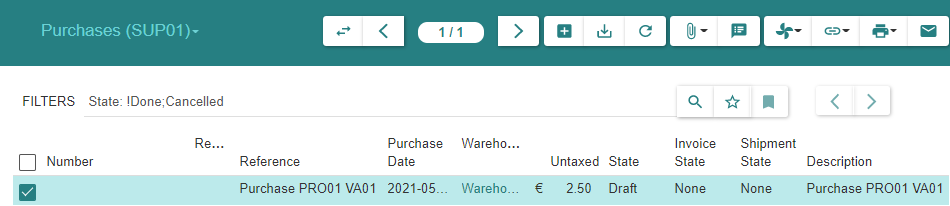 Purchases (SUP01)
1 / 1
FILTERS State: !Done;Cancelled
Number Re... Reference Purchase Date Wareho... Untaxed State Invoice State Shipment State Description
Purchase PRO01 VA01 2021-05... Wareho... € 2.50 Draft None None Purchase PRO01 VA01